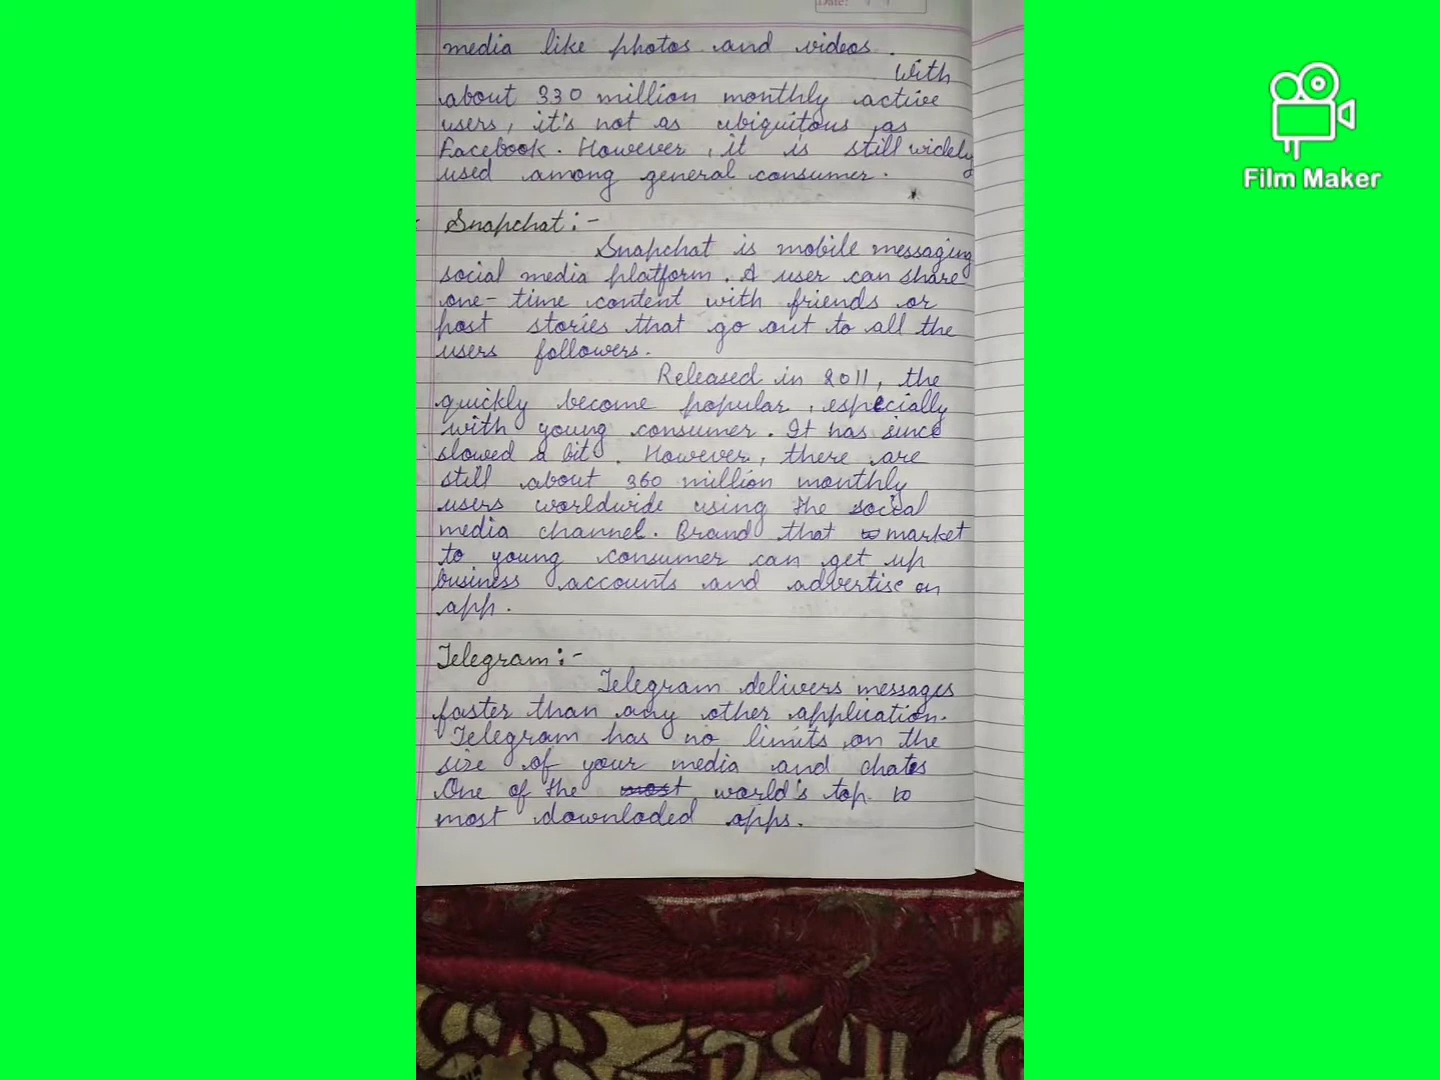 Date:
media like photos and videos.
With
about 330 million monthly active
users, it's not as ubiquitous as
Facebook. However, it is still widely
used among general consumer.
Snapchat:-
Snapchat is mobile messaging
social media platform. A user can share
one-time content with friends or
post stories that go out to all the
users followers.
Released in 2011, the
quickly become popular, especially
with young consumer. It has since
slowed a bit. However, there are
still about 360 million monthly
users worldwide using the social
media channel. Brand that market
to young consumer can get up
business accounts and advertise on
app.
Telegram:-
Telegram delivers messages
faster than any other application.
Telegram has no limits on the
size of your media and chats
One of the most world's top 10
most downloded apps.
Film Maker